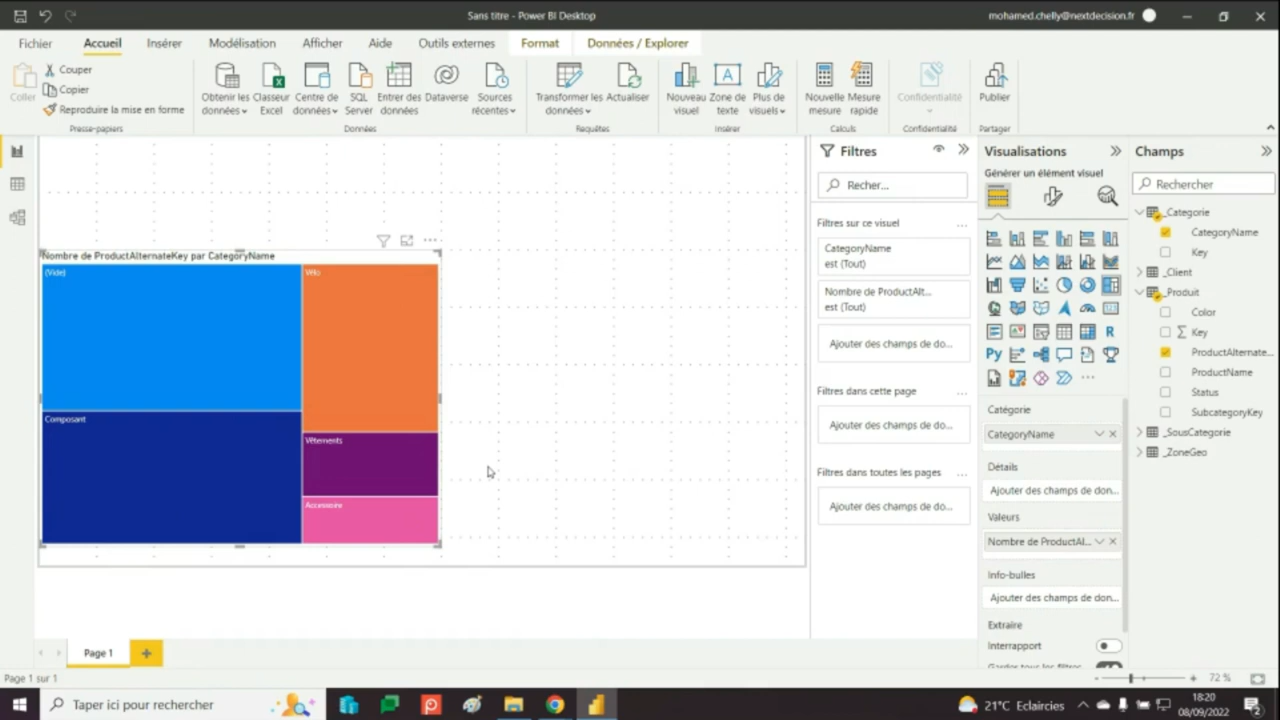 Sans titre - Power BI Desktop
mohamed.chelly@nextdecision.fr
Fichier
Accueil
Insérer
Modélisation
Afficher
Aide
Outils externes
Format
Données / Explorer
Coller
Couper
Copier
Reproduire la mise en forme
Presse-papiers
Obtenir les données
Classeur Excel
Centre de données
SQL Server
Entrer des données
Dataverse
Sources récentes
Données
Transformer les données
Actualiser
Requêtes
Nouveau visuel
Zone de texte
Plus de visuels
Insérer
Nouvelle mesure
Mesure rapide
Calculs
Confidentialité
Confidentialité
Publier
Partager
Nombre de ProductAlternateKey par CategoryName
(Vide)
Vélo
Composant
Vêtements
Accessoire
Filtres
Recher...
Filtres sur ce visuel
...
CategoryName
est (Tout)
Nombre de ProductAlt...
est (Tout)
Ajouter des champs de do...
Filtres dans cette page
...
Ajouter des champs de do...
Filtres dans toutes les pages
...
Ajouter des champs de do...
Visualisations
Générer un élément visuel
R
Py
...
Catégorie
CategoryName
Détails
Ajouter des champs de don...
Valeurs
Nombre de ProductAl...
Info-bulles
Ajouter des champs de don...
Extraire
Interrapport
Garder tous les filtres
Champs
Rechercher
_Categorie
CategoryName
Key
_Client
_Produit
Color
Key
ProductAlternate...
ProductName
Status
SubcategoryKey
_SousCategorie
_ZoneGeo
Page 1
Page 1 sur 1
72 %
Taper ici pour rechercher
21°C Eclaircies
18:20
08/09/2022
2